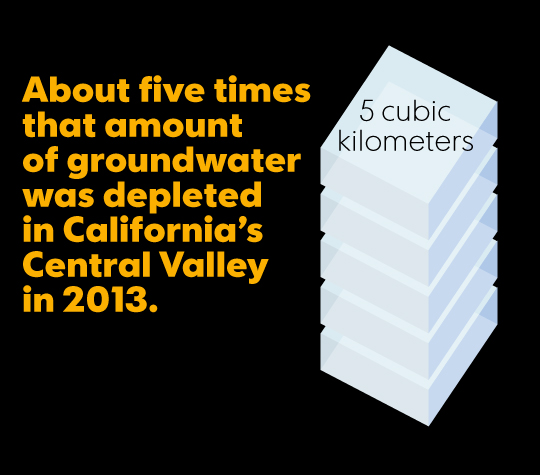 About five times
that amount
of groundwater
was depleted
in California’s
Central Valley
in 2013.
5 cubic
kilometers